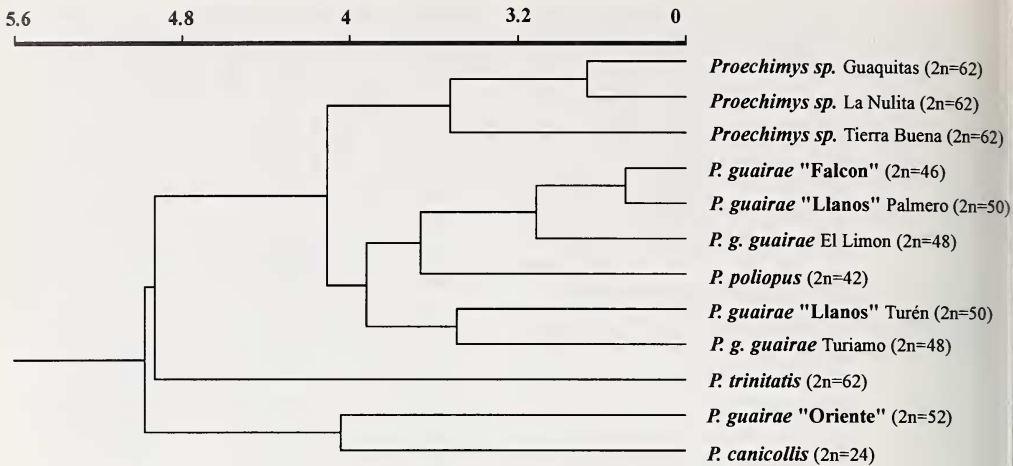 5.6 4.8 4 3.2 0
Proechimys sp. Guaquitas (2n=62)
Proechimys sp. La Nulita (2n=62)
Proechimys sp. Tierra Buena (2n=62)
P. guairae "Falcon" (2n=46)
P. guairae "Llanos" Palmero (2n=50)
P. g. guairae El Limon (2n=48)
P. poliopus (2n=42)
P. guairae "Llanos" Turén (2n=50)
P. g. guairae Turiamo (2n=48)
P. trinitatis (2n=62)
P. guairae "Oriente" (2n=52)
P. canicollis (2n=24)